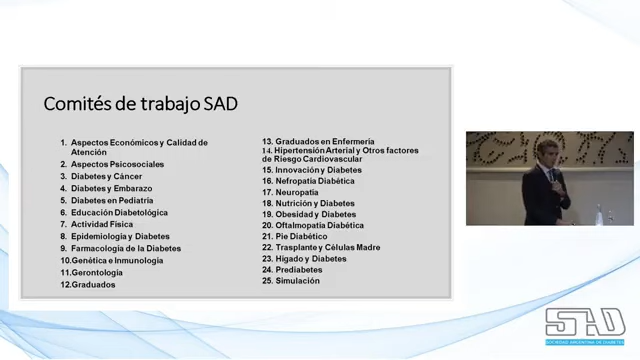 Comités de trabajo SAD
1. Aspectos Económicos y Calidad de
Atención
2. Aspectos Psicosociales
3. Diabetes y Cáncer
4. Diabetes y Embarazo
5. Diabetes en Pediatría
6. Educación Diabetológica
7. Actividad Física
8. Epidemiología y Diabetes
9. Farmacología de la Diabetes
10.Genética e Inmunología
11.Gerontología
12.Graduados
13. Graduados en Enfermería
14. Hipertensión Arterial y Otros factores
de Riesgo Cardiovascular
15. Innovación y Diabetes
16. Nefropatía Diabética
17. Neuropatía
18. Nutrición y Diabetes
19. Obesidad y Diabetes
20. Oftalmopatía Diabética
21. Pie Diabético
22. Trasplante y Células Madre
23. Hígado y Diabetes
24. Prediabetes
25. Simulación
SAD
SOCIEDAD ARGENTINA DE DIABETES